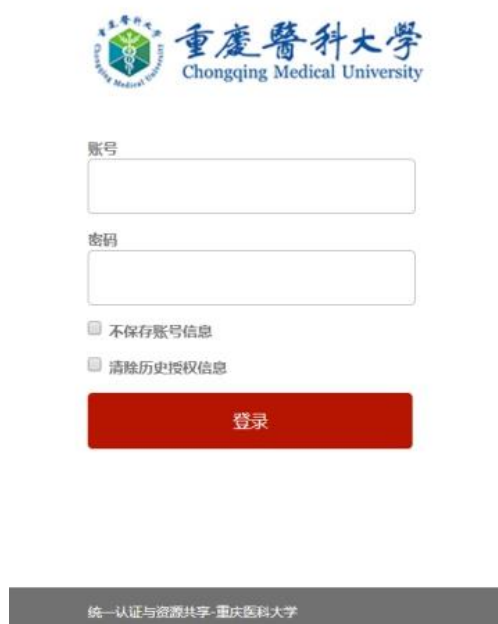 重慶醫科大學
Chongqing Medical University
账号
密码
不保存账号信息
清除历史授权信息
登录
统一认证与资源共享-重庆医科大学